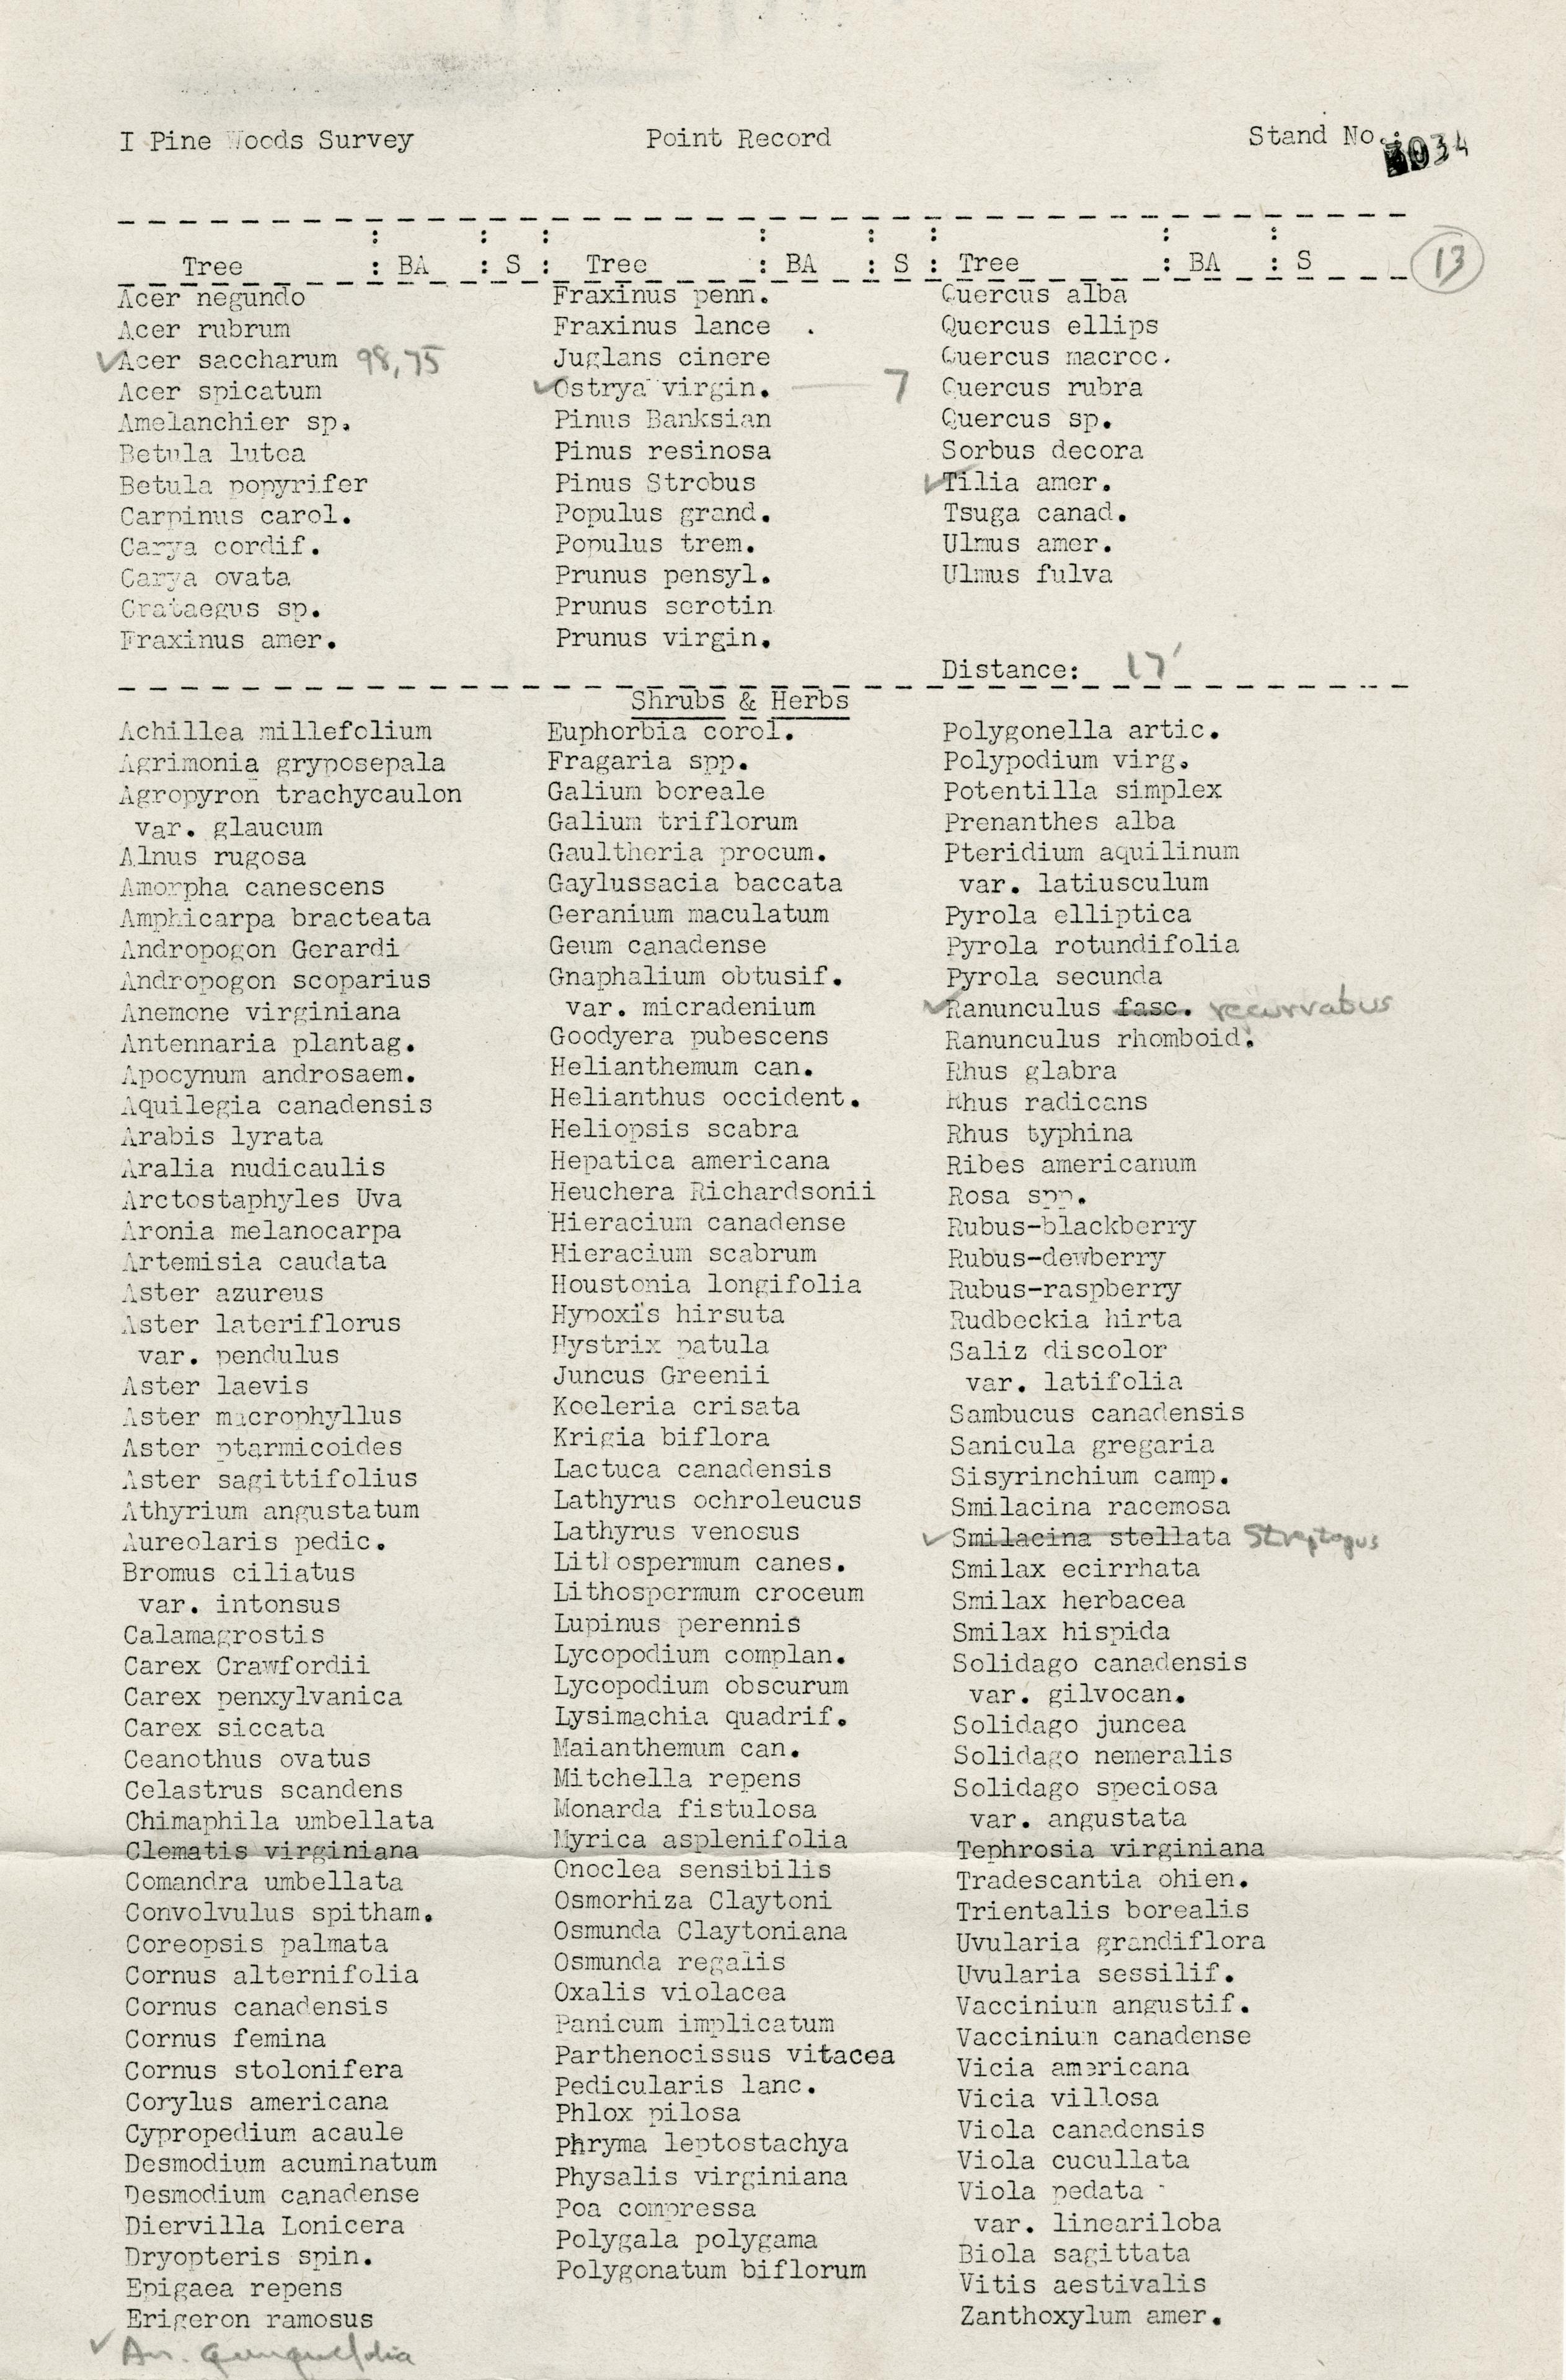 I Pine Woods Survey Point Record Stand No. 3034
: : : : : : : :
Tree : BA : S : Tree : BA : S : Tree : BA : S
13
Acer negundo
Acer rubrum
✓Acer saccharum 98, 75
Acer spicatum
Amelanchier sp.
Betula lutea
Betula popyrifer
Carpinus carol.
Carya cordif.
Carya ovata
Crataegus sp.
Fraxinus amer.
Fraxinus penn.
Fraxinus lance .
Juglans cinere
✓Ostrya virgin. — 7
Pinus Banksian
Pinus resinosa
Pinus Strobus
Populus grand.
Populus trem.
Prunus pensyl.
Prunus serotin
Prunus virgin.
Quercus alba
Quercus ellips
Quercus macroc.
Quercus rubra
Quercus sp.
Sorbus decora
✓Tilia amer.
Tsuga canad.
Ulmus amer.
Ulmus fulva
Distance: 17'
Shrubs & Herbs
Achillea millefolium
Agrimonia gryposepala
Agropyron trachycaulon
var. glaucum
Alnus rugosa
Amorpha canescens
Amphicarpa bracteata
Andropogon Gerardi
Andropogon scoparius
Anemone virginiana
Antennaria plantag.
Apocynum androsaem.
Aquilegia canadensis
Arabis lyrata
Aralia nudicaulis
Arctostaphyles Uva
Aronia melanocarpa
Artemisia caudata
Aster azureus
Aster lateriflorus
var. pendulus
Aster laevis
Aster macrophyllus
Aster ptarmicoides
Aster sagittifolius
Athyrium angustatum
Aureolaris pedic.
Bromus ciliatus
var. intonsus
Calamagrostis
Carex Crawfordii
Carex penxylvanica
Carex siccata
Ceanothus ovatus
Celastrus scandens
Chimaphila umbellata
Clematis virginiana
Comandra umbellata
Convolvulus spitham.
Coreopsis palmata
Cornus alternifolia
Cornus canadensis
Cornus femina
Cornus stolonifera
Corylus americana
Cypropedium acaule
Desmodium acuminatum
Desmodium canadense
Diervilla Lonicera
Dryopteris spin.
Epigaea repens
Erigeron ramosus
✓ An. quinquefolia
Euphorbia corol.
Fragaria spp.
Galium boreale
Galium triflorum
Gaultheria procum.
Gaylussacia baccata
Geranium maculatum
Geum canadense
Gnaphalium obtusif.
var. micradenium
Goodyera pubescens
Helianthemum can.
Helianthus occident.
Heliopsis scabra
Hepatica americana
Heuchera Richardsonii
Hieracium canadense
Hieracium scabrum
Houstonia longifolia
Hypoxis hirsuta
Hystrix patula
Juncus Greenii
Koeleria crisata
Krigia biflora
Lactuca canadensis
Lathyrus ochroleucus
Lathyrus venosus
Lithospermum canes.
Lithospermum croceum
Lupinus perennis
Lycopodium complan.
Lycopodium obscurum
Lysimachia quadrif.
Maianthemum can.
Mitchella repens
Monarda fistulosa
Myrica asplenifolia
Onoclea sensibilis
Osmorhiza Claytoni
Osmunda Claytoniana
Osmunda regalis
Oxalis violacea
Panicum implicatum
Parthenocissus vitacea
Pedicularis lanc.
Phlox pilosa
Phryma leptostachya
Physalis virginiana
Poa compressa
Polygala polygama
Polygonatum biflorum
Polygonella artic.
Polypodium virg.
Potentilla simplex
Prenanthes alba
Pteridium aquilinum
var. latiusculum
Pyrola elliptica
Pyrola rotundifolia
Pyrola secunda
✓Ranunculus fasc. recurvabus
Ranunculus rhomboid.
Rhus glabra
Rhus radicans
Rhus typhina
Ribes americanum
Rosa spp.
Rubus-blackberry
Rubus-dewberry
Rubus-raspberry
Rudbeckia hirta
Saliz discolor
var. latifolia
Sambucus canadensis
Sanicula gregaria
Sisyrinchium camp.
Smilacina racemosa
✓ Smilacina stellata Streptopus
Smilax ecirrhata
Smilax herbacea
Smilax hispida
Solidago canadensis
var. gilvocan.
Solidago juncea
Solidago nemeralis
Solidago speciosa
var. angustata
Tephrosia virginiana
Tradescantia ohien.
Trientalis borealis
Uvularia grandiflora
Uvularia sessilif.
Vaccinium angustif.
Vaccinium canadense
Vicia americana
Vicia villosa
Viola canadensis
Viola cucullata
Viola pedata
var. lineariloba
Biola sagittata
Vitis aestivalis
Zanthoxylum amer.